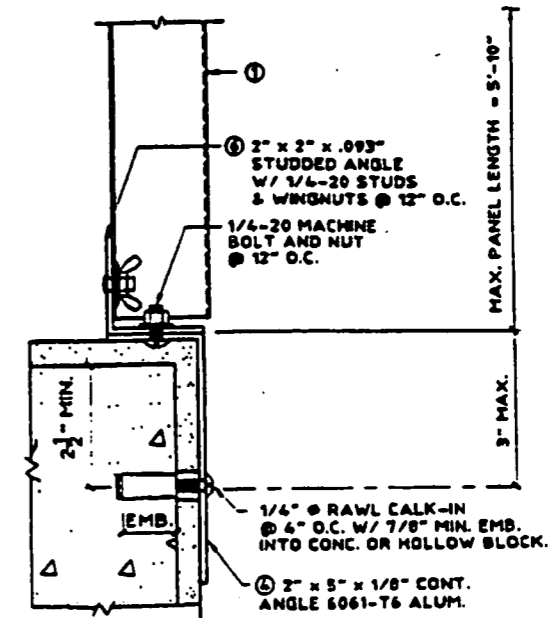 ①
⑥ 2" x 2" x .093"
STUDDED ANGLE
W/ 1/4-20 STUDS
& WINGNUTS @ 12" O.C.
1/4-20 MACHINE
BOLT AND NUT
@ 12" O.C.
MAX. PANEL LENGTH = 5'-10"
2½" MIN.
3" MAX.
EMB.
1/4" ø RAWL CALK-IN
@ 4" O.C. W/ 7/8" MIN. EMB.
INTO CONC. OR HOLLOW BLOCK.
④ 2" x 5" x 1/8" CONT.
ANGLE 6061-T6 ALUM.